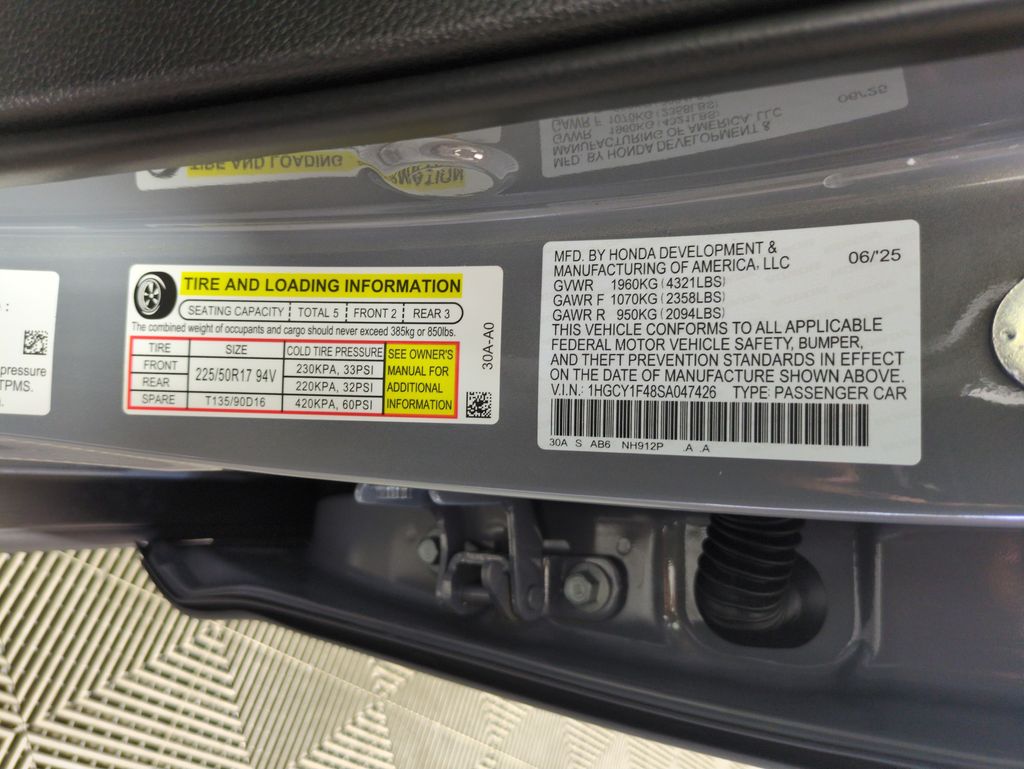 :
pressure
TPMS.
TIRE AND LOADING INFORMATION
SEATING CAPACITY TOTAL 5 FRONT 2 REAR 3
The combined weight of occupants and cargo should never exceed 385kg or 850lbs.
TIRE SIZE COLD TIRE PRESSURE
FRONT 225/50R17 94V 230KPA, 33PSI
REAR 220KPA, 32PSI
SPARE T135/90D16 420KPA, 60PSI
SEE OWNER'S
MANUAL FOR
ADDITIONAL
INFORMATION
30A-A0
MFD. BY HONDA DEVELOPMENT &
MANUFACTURING OF AMERICA, LLC 06/'25
GVWR 1960KG (4321LBS)
GAWR F 1070KG (2358LBS)
GAWR R 950KG (2094LBS)
THIS VEHICLE CONFORMS TO ALL APPLICABLE
FEDERAL MOTOR VEHICLE SAFETY, BUMPER,
AND THEFT PREVENTION STANDARDS IN EFFECT
ON THE DATE OF MANUFACTURE SHOWN ABOVE.
V.I.N.: 1HGCY1F48SA047426 TYPE: PASSENGER CAR
30A S AB6 NH912P .A .A